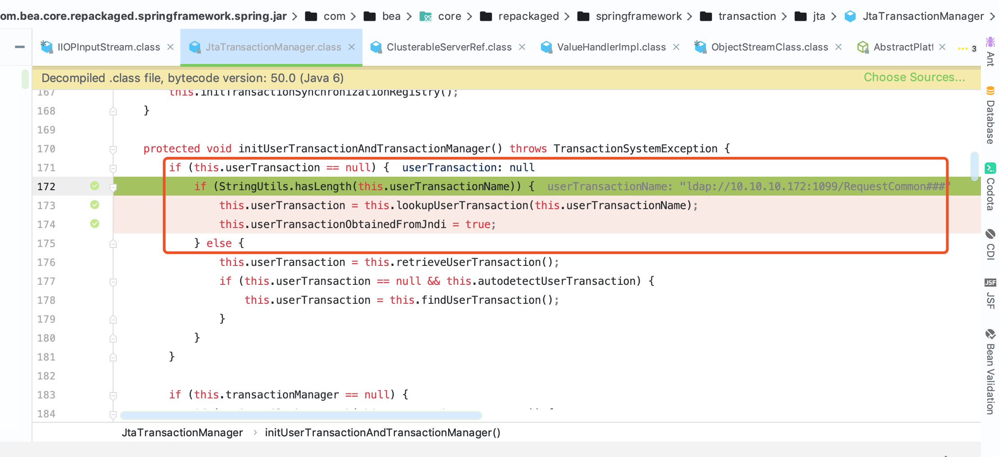 om.bea.core.repackaged.springframework.spring.jar > com > bea > core > repackaged > springframework > transaction > jta > JtaTransactionManager >
IIOPInputStream.class × JtaTransactionManager.class × ClusterableServerRef.class × ValueHandlerImpl.class × ObjectStreamClass.class × AbstractPlatf × ... 3
Decompiled .class file, bytecode version: 50.0 (Java 6) Choose Sources...
167 this.initTransactionSynchronizationRegistry();
168 }
169
170 protected void initUserTransactionAndTransactionManager() throws TransactionSystemException {
171 if (this.userTransaction == null) { userTransaction: null
172 if (StringUtils.hasLength(this.userTransactionName)) { userTransactionName: "ldap://10.10.10.172:1099/RequestCommon###"
173 this.userTransaction = this.lookupUserTransaction(this.userTransactionName);
174 this.userTransactionObtainedFromJndi = true;
175 } else {
176 this.userTransaction = this.retrieveUserTransaction();
177 if (this.userTransaction == null && this.autodetectUserTransaction) {
178 this.userTransaction = this.findUserTransaction();
179 }
180 }
181 }
182
183 if (this.transactionManager == null) {
184
JtaTransactionManager > initUserTransactionAndTransactionManager()
Ant
Database
Codota
CDI
JSF
JSF
Bean Validation